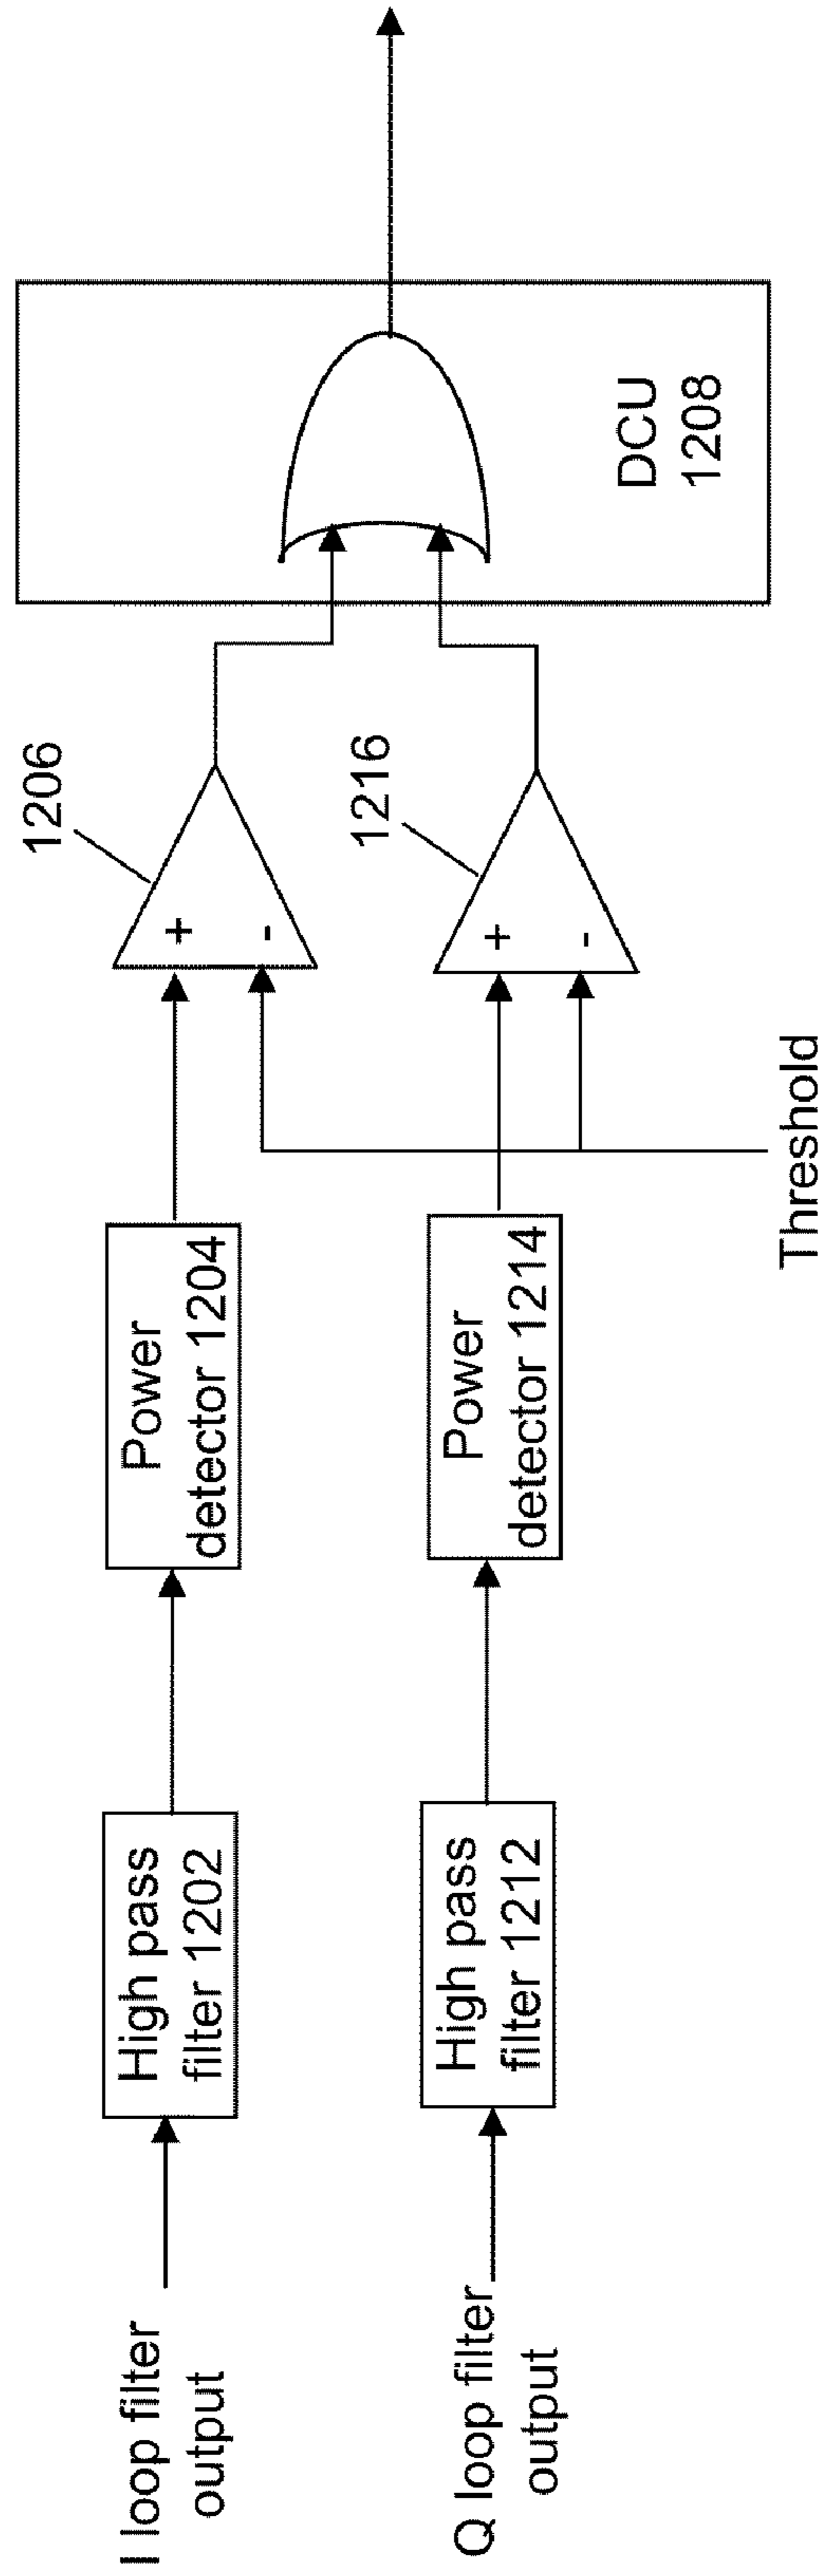 I loop filter
output
High pass
filter 1202
Power
detector 1204
+
-
1206
Q loop filter
output
High pass
filter 1212
Power
detector 1214
+
-
1216
Threshold
DCU
1208